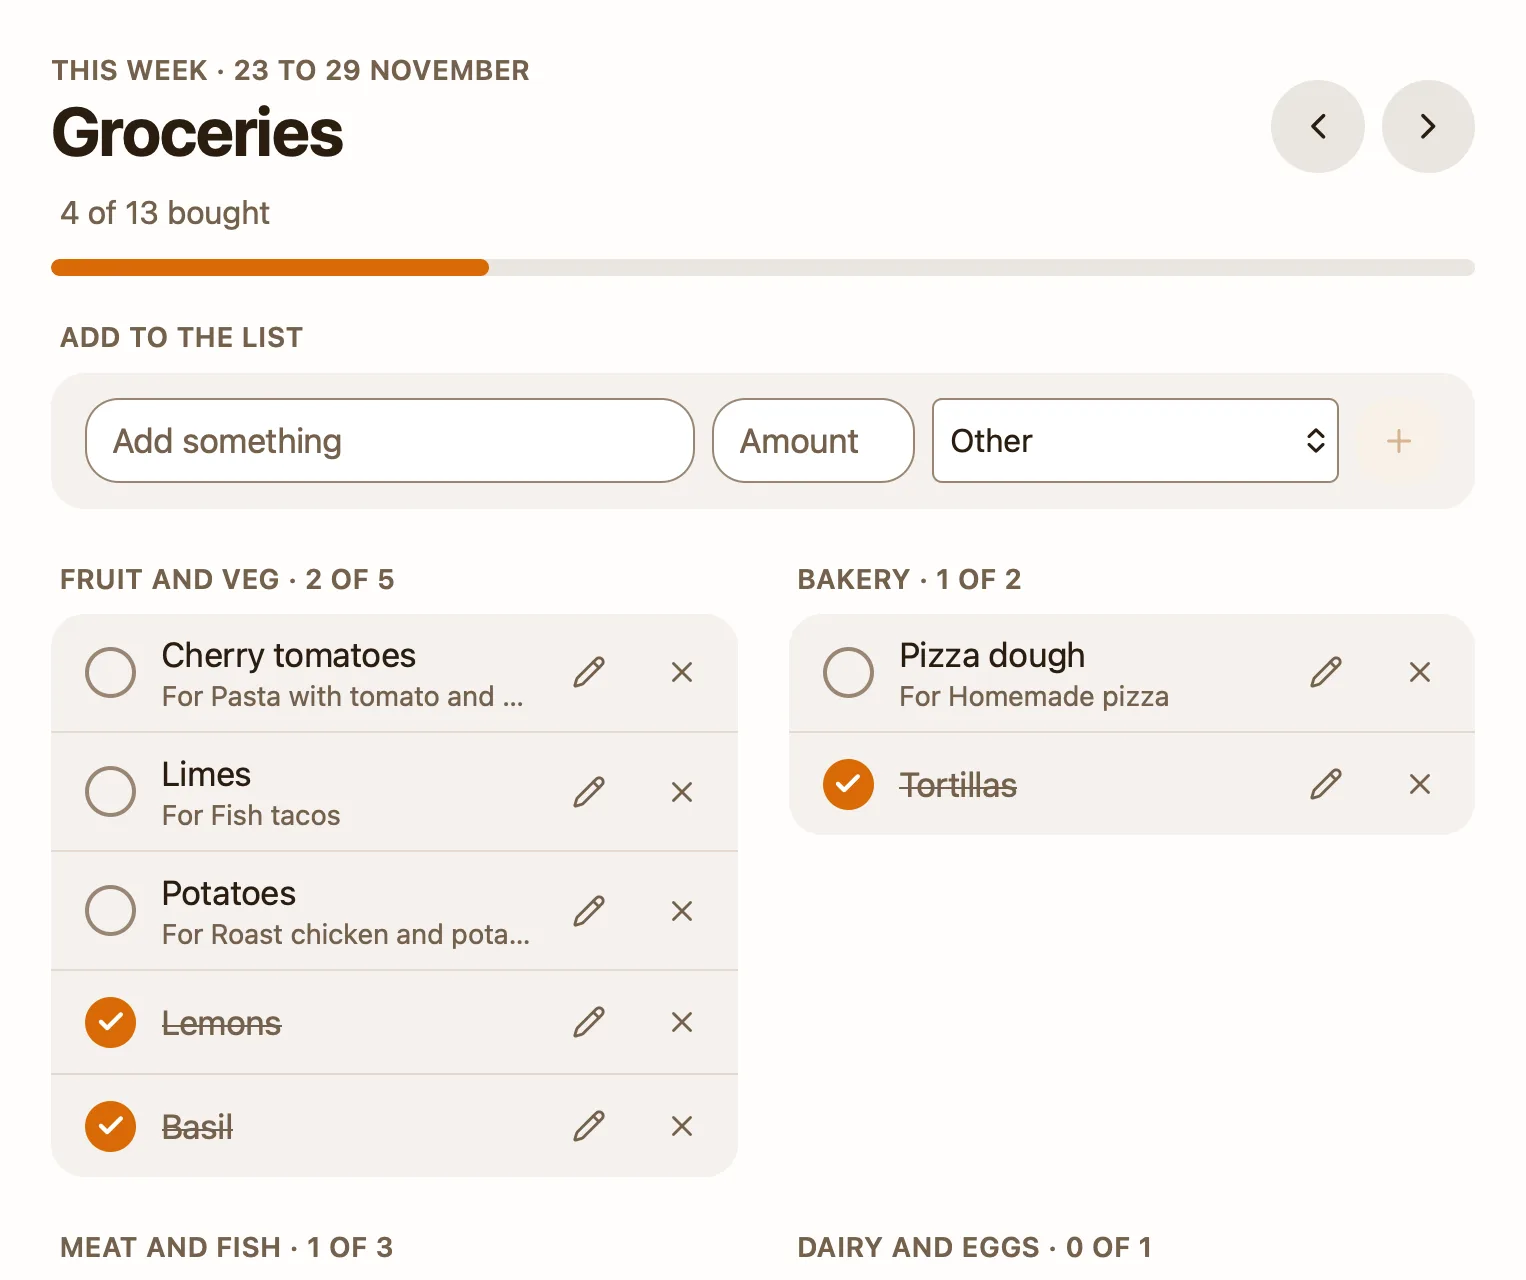 THIS WEEK · 23 TO 29 NOVEMBER
Groceries
4 of 13 bought
ADD TO THE LIST
Add something
Amount
Other
FRUIT AND VEG · 2 OF 5
Cherry tomatoes
For Pasta with tomato and ...
Limes
For Fish tacos
Potatoes
For Roast chicken and pota...
Lemons
Basil
BAKERY · 1 OF 2
Pizza dough
For Homemade pizza
Tortillas
MEAT AND FISH · 1 OF 3
DAIRY AND EGGS · 0 OF 1